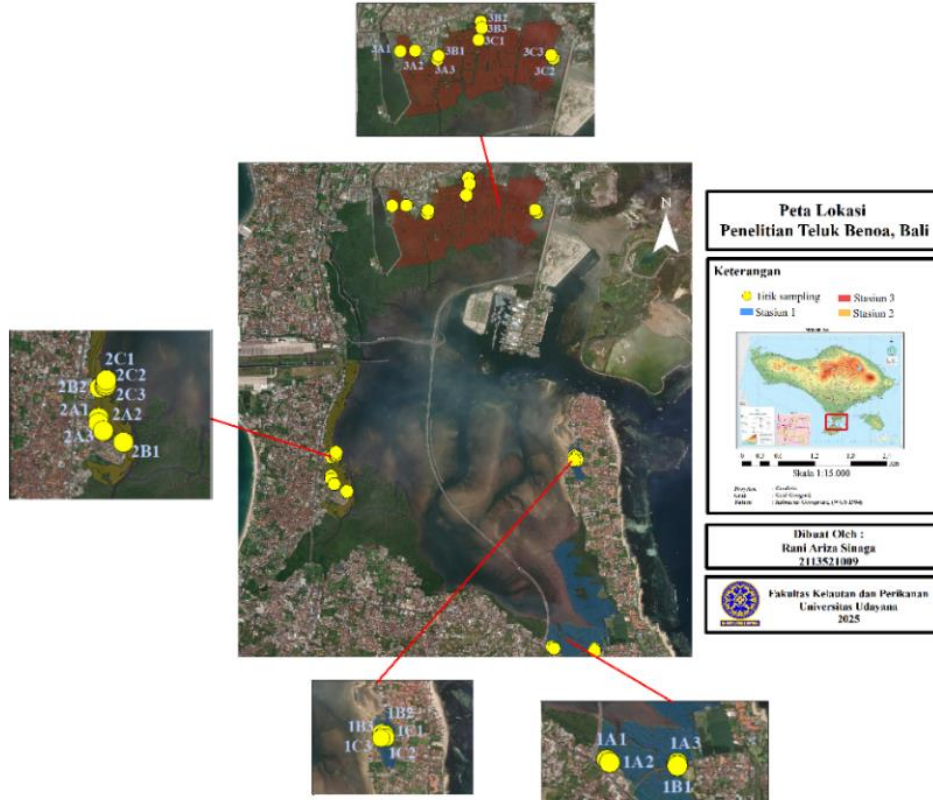 3B2
3B3
3C1
3A1
3A2
3B1
3A3
3C3
3C2
N
Peta Lokasi
Penelitian Teluk Benoa, Bali
Keterangan
Titik sampling
Stasiun 3
Stasiun 1
Stasiun 2
2C1
2B2
2C2
2C3
2A1
2A2
2A3
2B1
Skala 1:15.000
Dibuat Oleh :
Rani Ariza Sinaga
2113521009
Fakultas Kelautan dan Perikanan
Universitas Udayana
2025
1B2
1B3
1C1
1C3
1C2
1A1
1A2
1A3
1B1